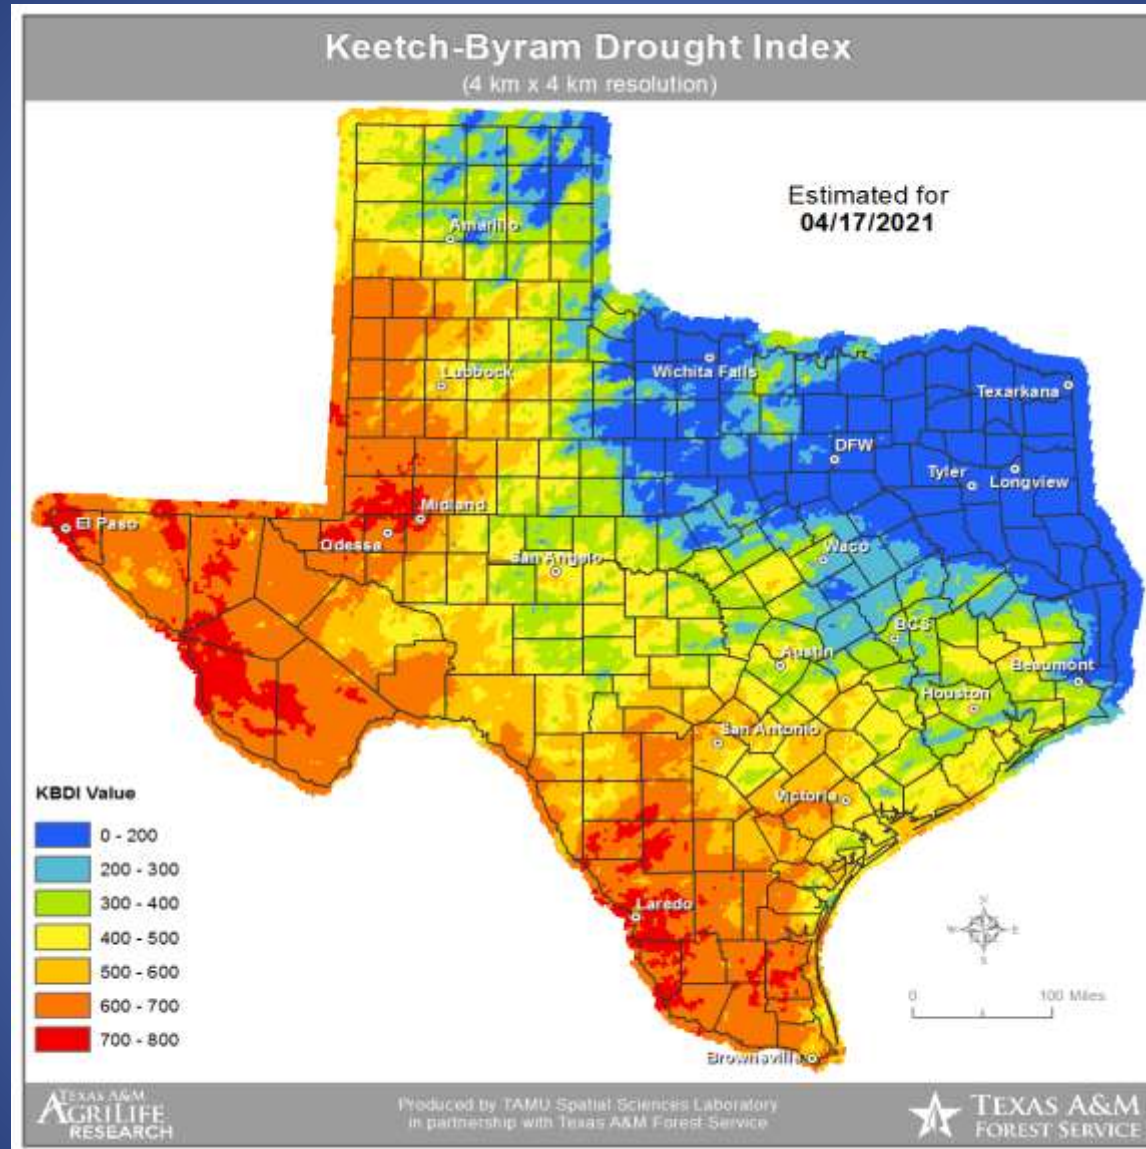 Keetch-Byram Drought Index
(4 km x 4 km resolution)
Estimated for
04/17/2021
Amarillo
Lubbock
Wichita Falls
Texarkana
DFW
Tyler
Longview
Midland
El Paso
Odessa
San Angelo
Waco
BCS
Austin
Beaumont
Houston
San Antonio
Victoria
Laredo
Brownsville
KBDI Value
0 - 200
200 - 300
300 - 400
400 - 500
500 - 600
600 - 700
700 - 800
N
W E
S
0 100 Miles
TEXAS A&M
AGRILIFE
RESEARCH
Produced by TAMU Spatial Sciences Laboratory
in partnership with Texas A&M Forest Service
TEXAS A&M
FOREST SERVICE